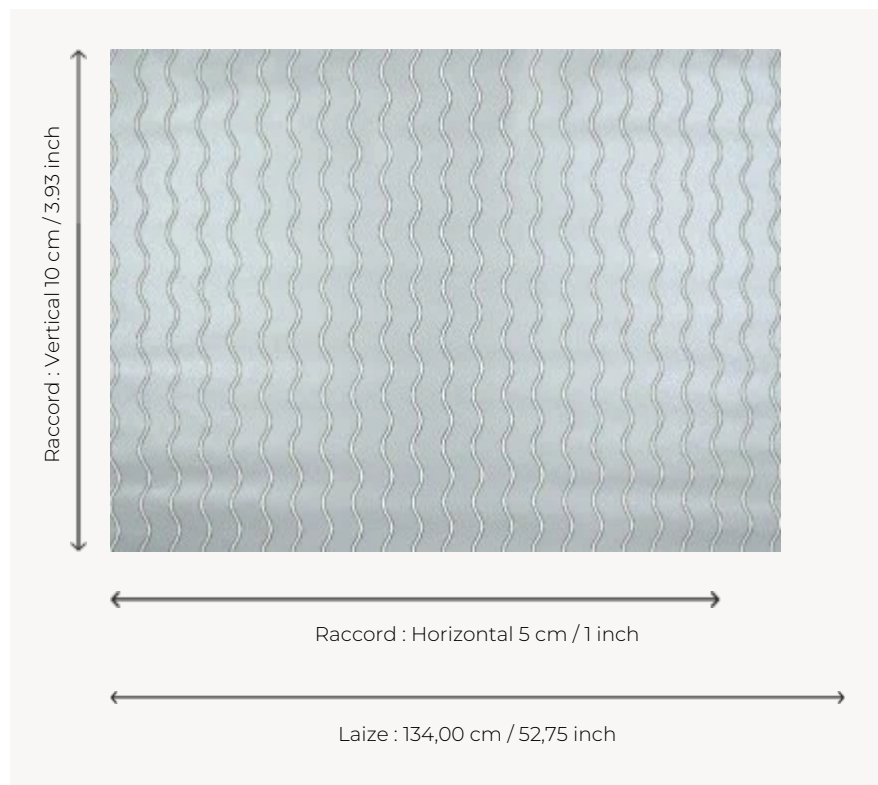 Raccord : Vertical 10 cm / 3.93 inch
Raccord : Horizontal 5 cm / 1 inch
Laize : 134,00 cm / 52,75 inch